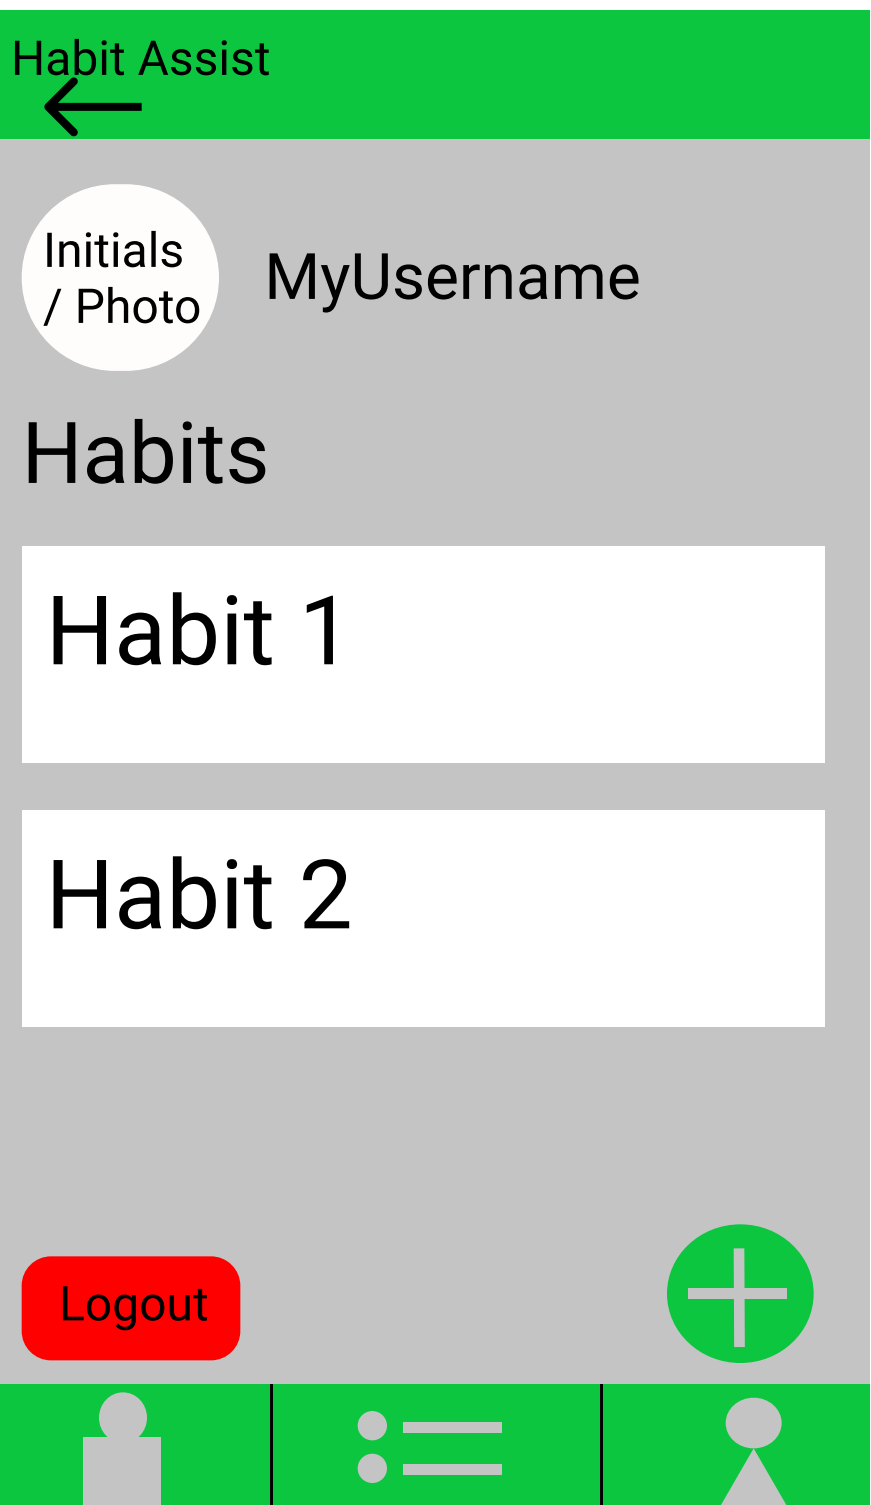 Habit Assist
Initials
/ Photo
MyUsername
Habits
Habit 1
Habit 2
Logout